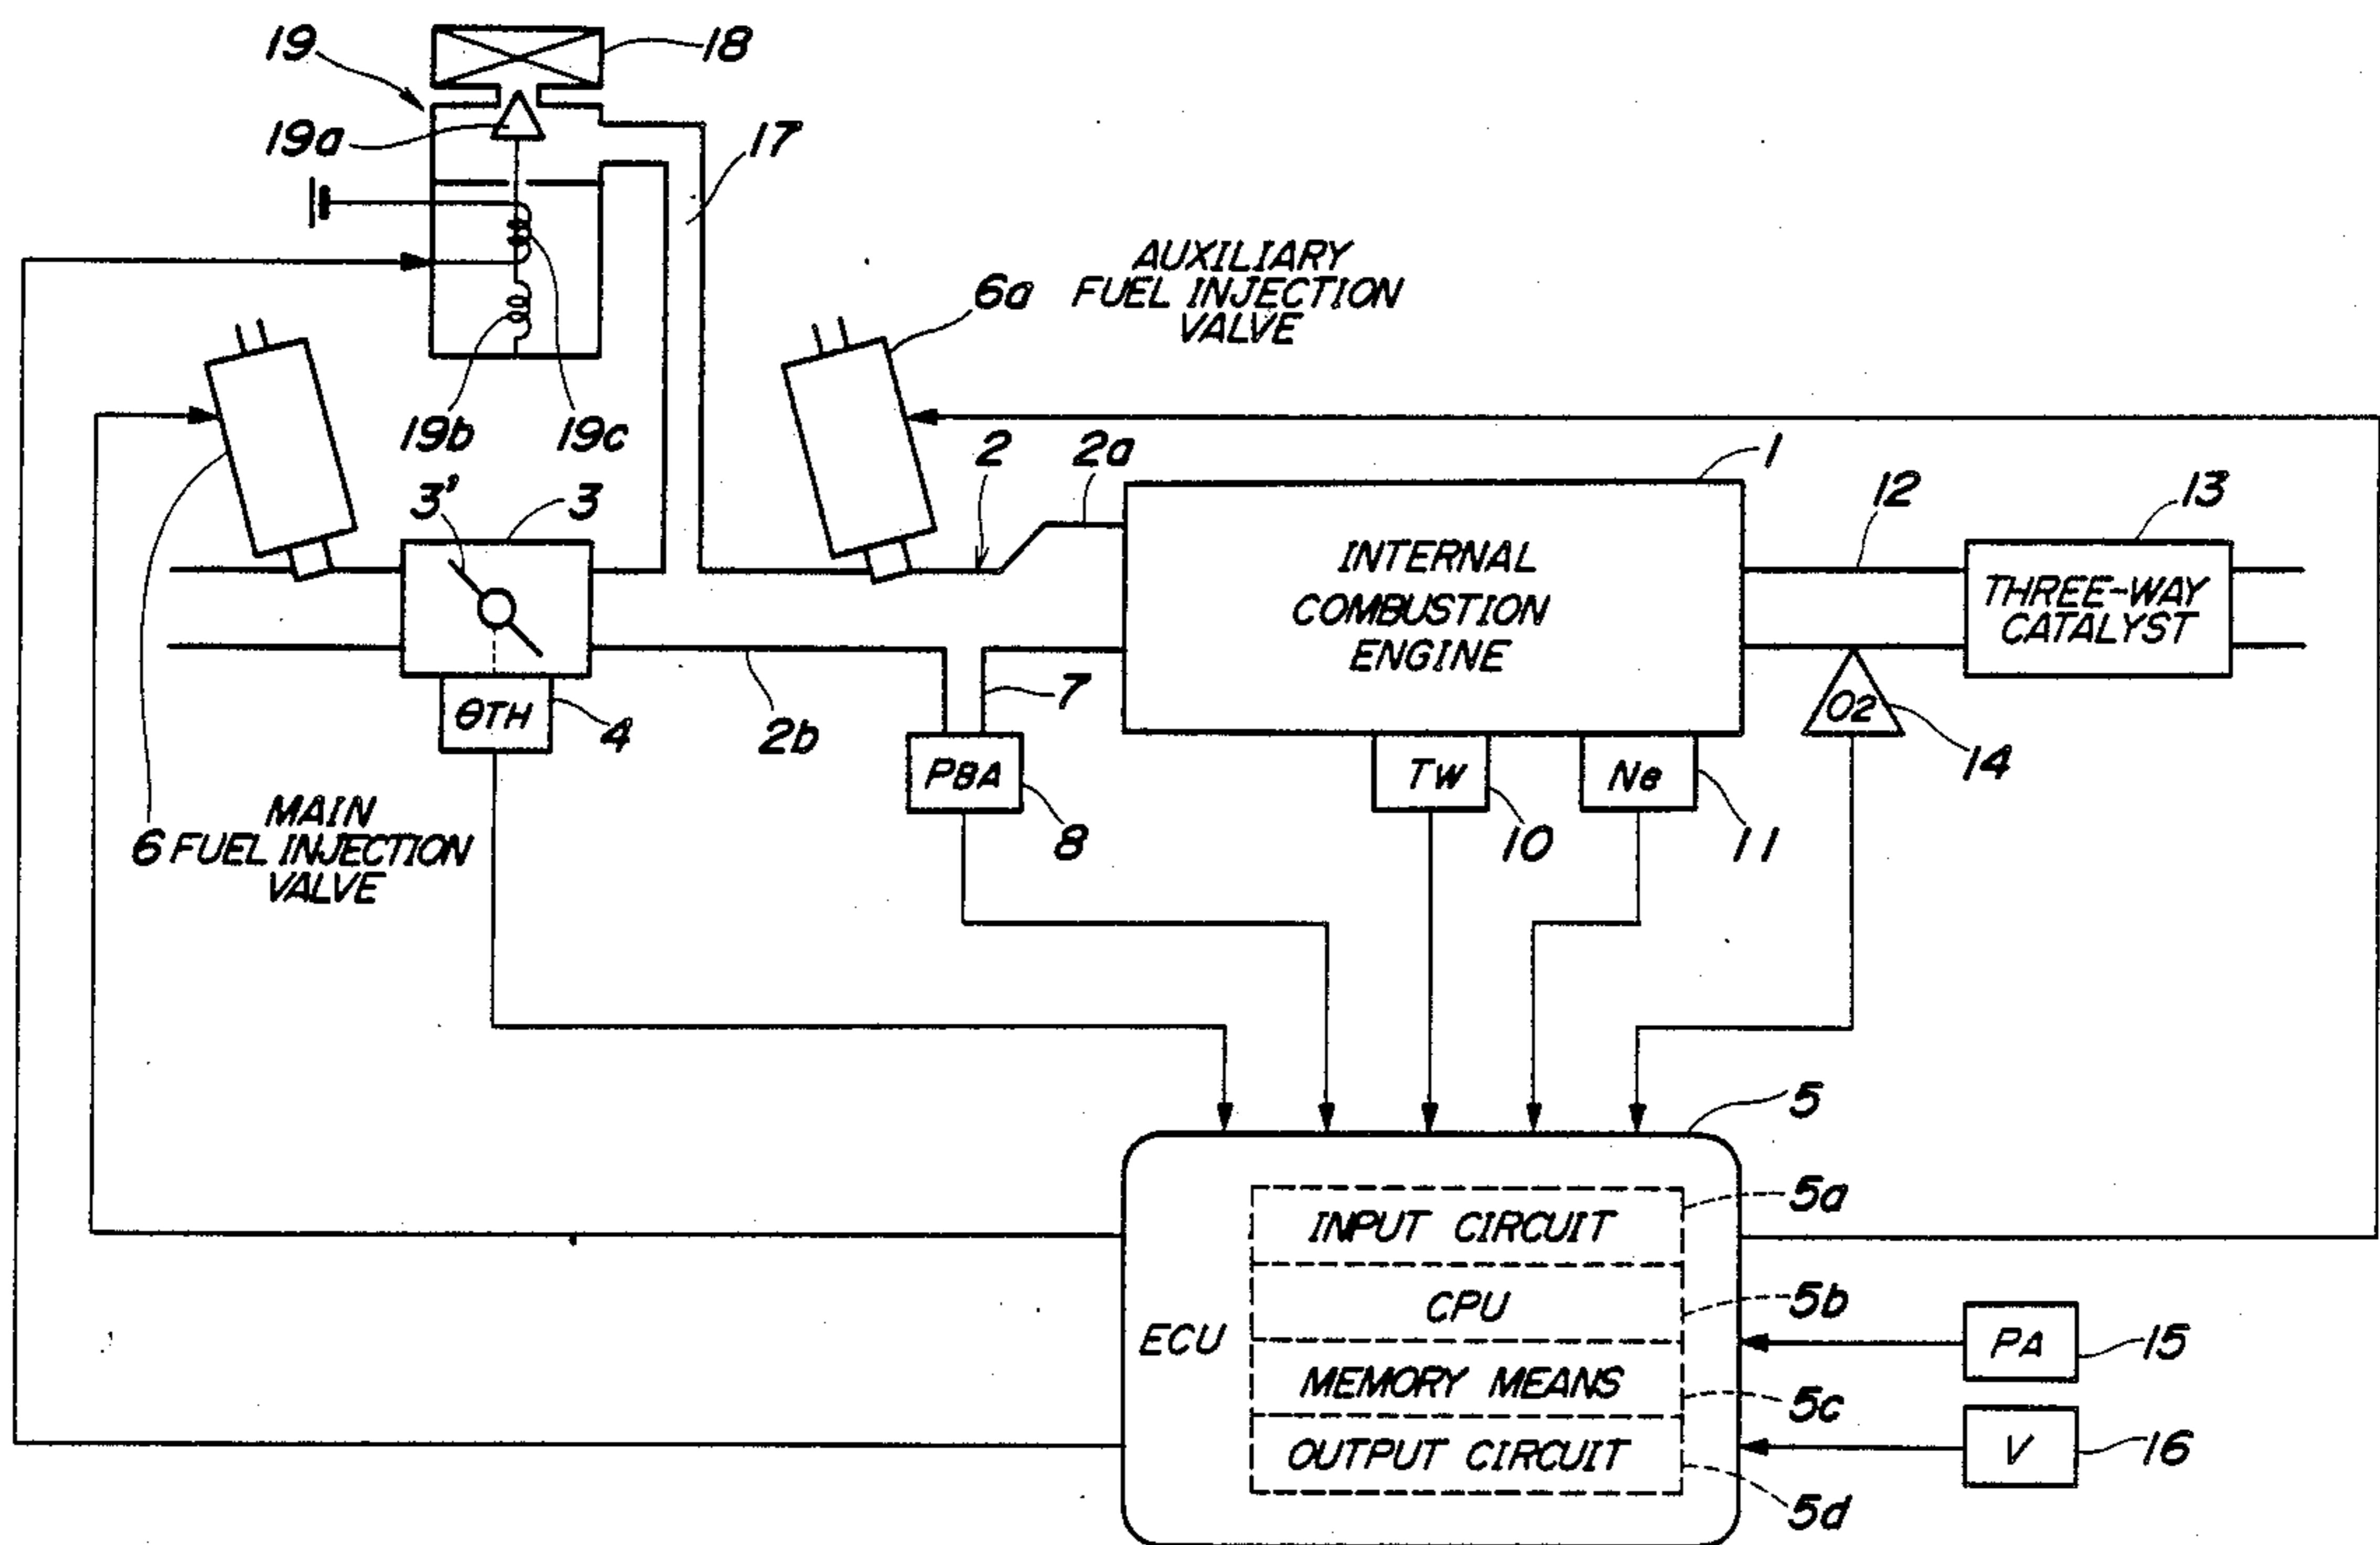 19
18
19a
17
AUXILIARY
6a FUEL INJECTION
VALVE
19b
19c
2
2a
1
12
13
3'
3
INTERNAL
COMBUSTION
ENGINE
THREE-WAY
CATALYST
θTH
4
2b
7
PBA
8
TW
10
Ne
11
O2
14
MAIN
6 FUEL INJECTION
VALVE
5
INPUT CIRCUIT
5a
CPU
5b
ECU
MEMORY MEANS
5c
OUTPUT CIRCUIT
5d
PA
15
V
16